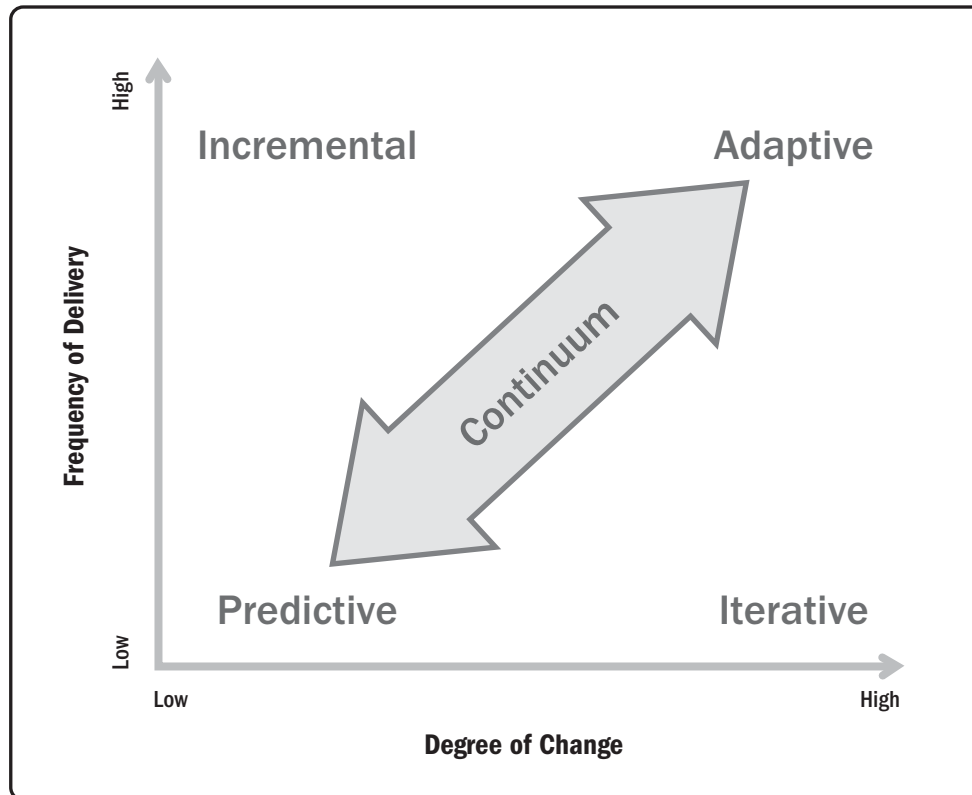 High
Incremental
Adaptive
Frequency of Delivery
Continuum
Predictive
Iterative
Low
Low
High
Degree of Change